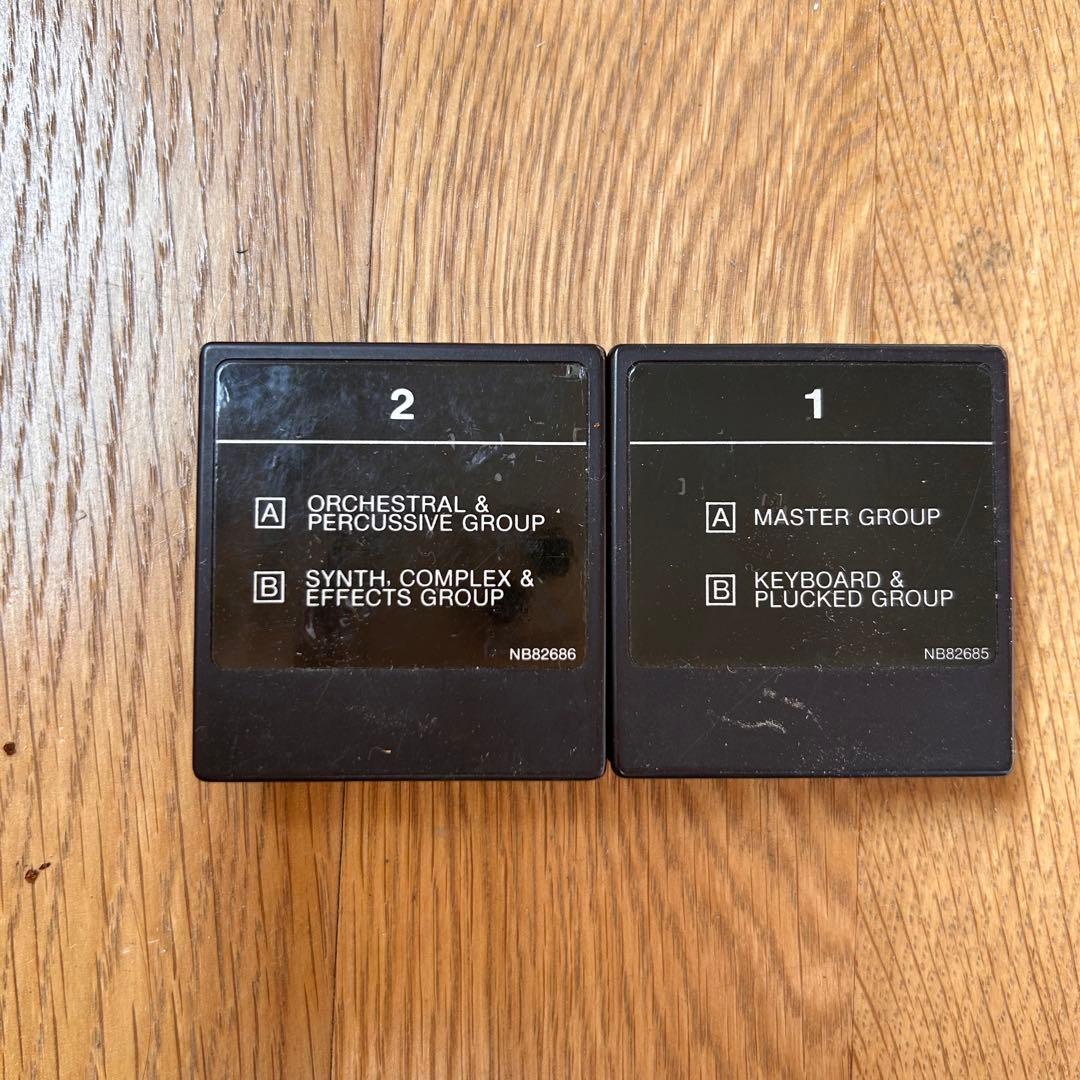 2
A ORCHESTRAL &
PERCUSSIVE GROUP
B SYNTH, COMPLEX &
EFFECTS GROUP
NB82686
1
A MASTER GROUP
B KEYBOARD &
PLUCKED GROUP
NB82685